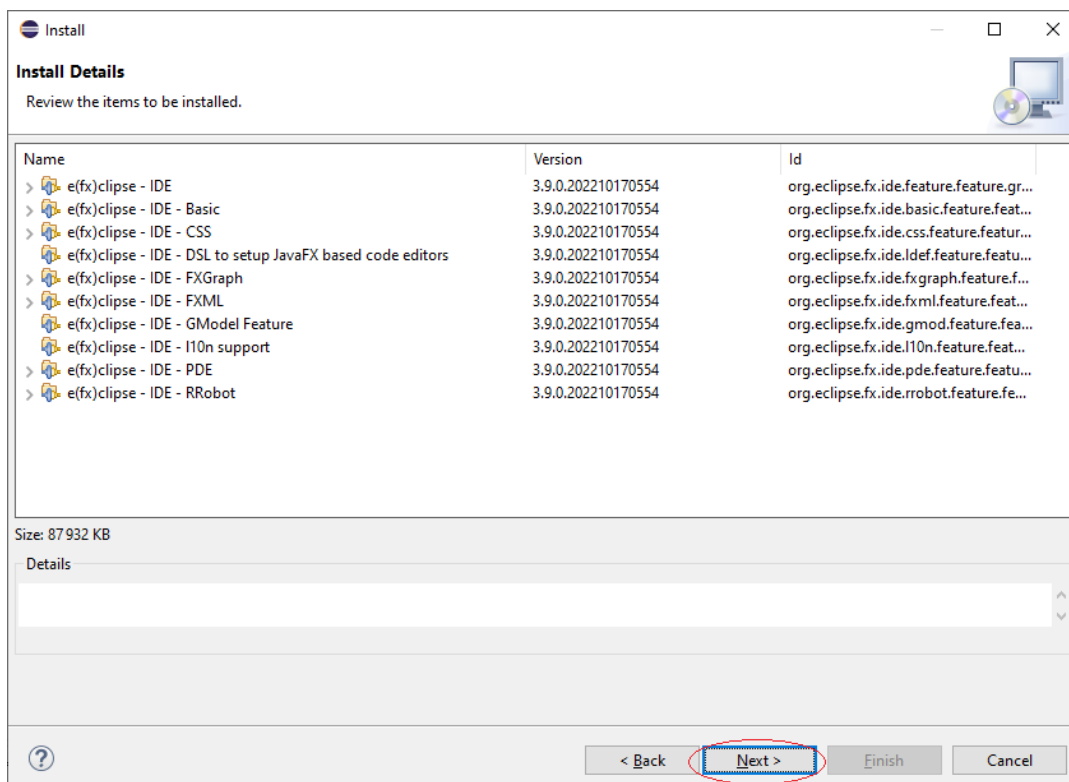 Install
Install Details
Review the items to be installed.
Name Version Id
e(fx)clipse - IDE 3.9.0.202210170554 org.eclipse.fx.ide.feature.feature.gr...
e(fx)clipse - IDE - Basic 3.9.0.202210170554 org.eclipse.fx.ide.basic.feature.feat...
e(fx)clipse - IDE - CSS 3.9.0.202210170554 org.eclipse.fx.ide.css.feature.featur...
e(fx)clipse - IDE - DSL to setup JavaFX based code editors 3.9.0.202210170554 org.eclipse.fx.ide.ldef.feature.featu...
e(fx)clipse - IDE - FXGraph 3.9.0.202210170554 org.eclipse.fx.ide.fxgraph.feature.f...
e(fx)clipse - IDE - FXML 3.9.0.202210170554 org.eclipse.fx.ide.fxml.feature.feat...
e(fx)clipse - IDE - GModel Feature 3.9.0.202210170554 org.eclipse.fx.ide.gmod.feature.fea...
e(fx)clipse - IDE - l10n support 3.9.0.202210170554 org.eclipse.fx.ide.l10n.feature.feat...
e(fx)clipse - IDE - PDE 3.9.0.202210170554 org.eclipse.fx.ide.pde.feature.featu...
e(fx)clipse - IDE - RRobot 3.9.0.202210170554 org.eclipse.fx.ide.rrobot.feature.fe...
Size: 87 932 KB
Details
? < Back Next > Finish Cancel